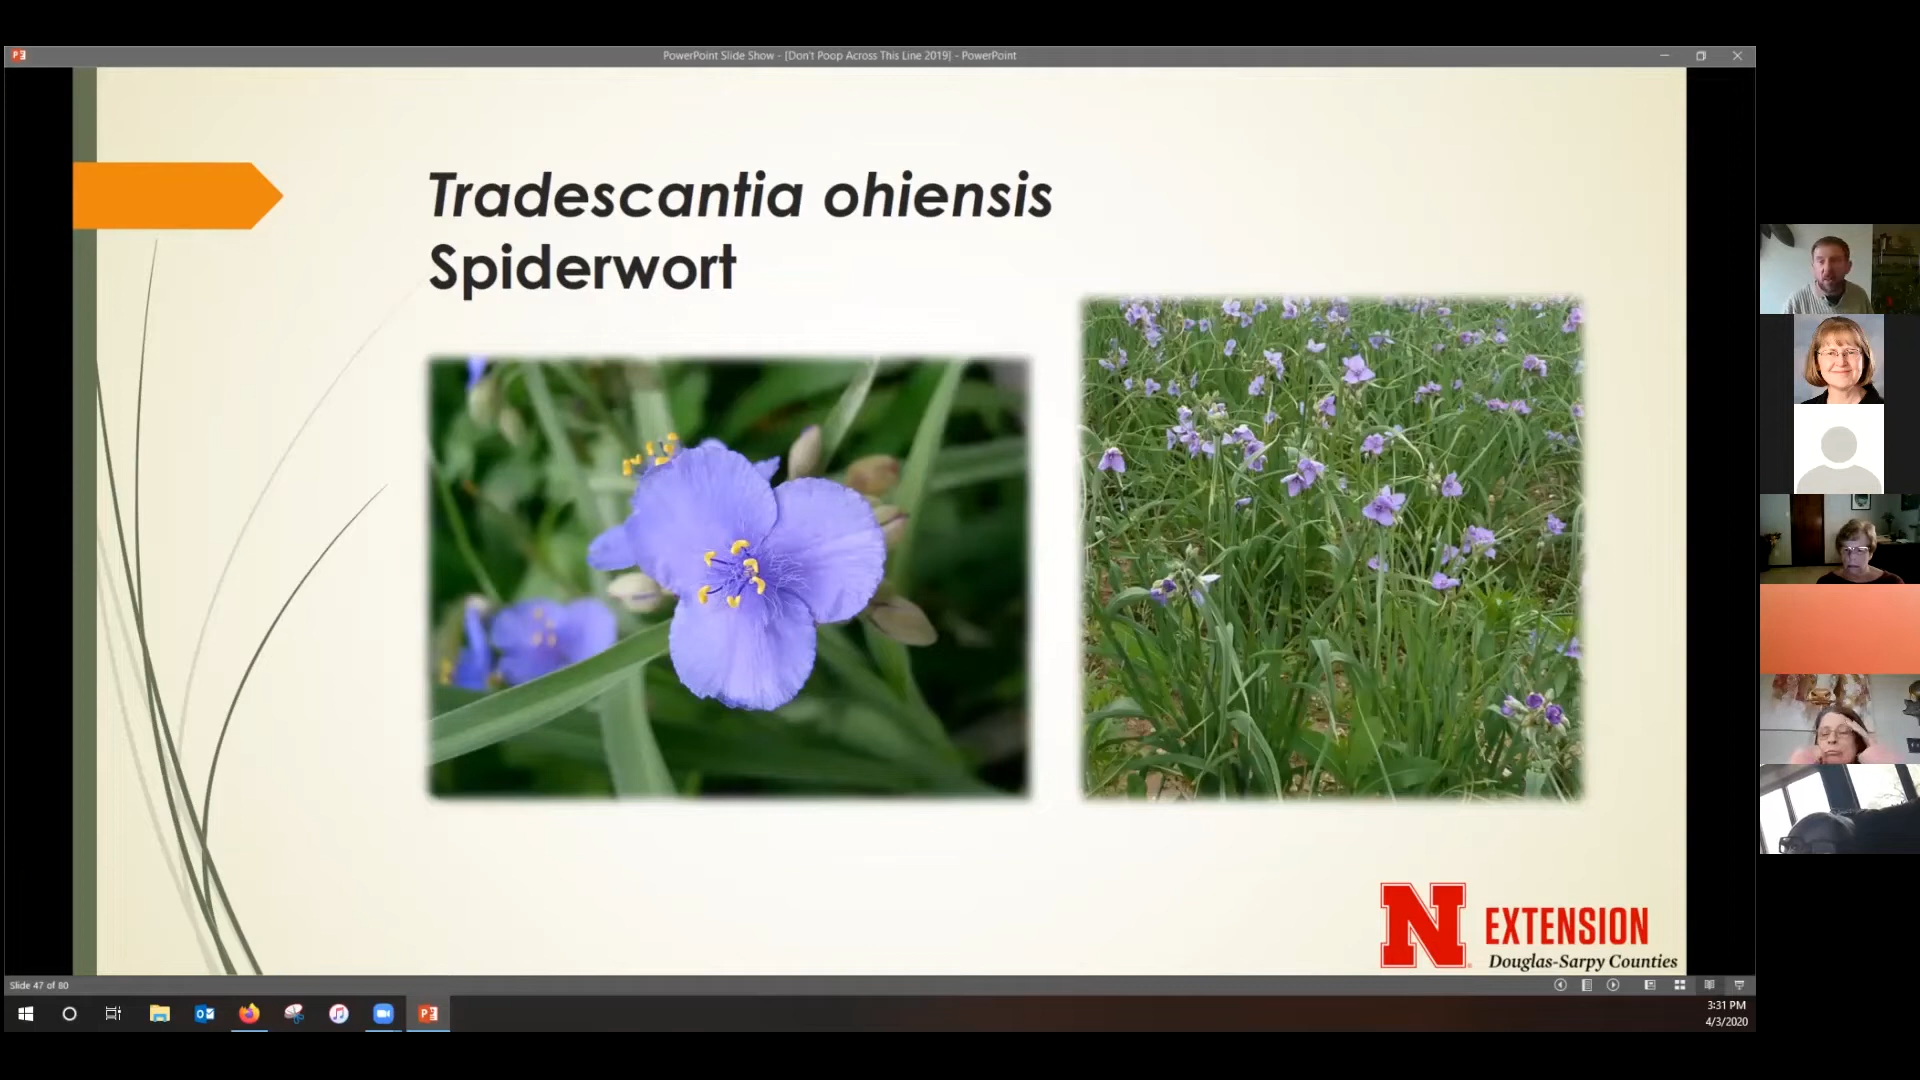 PowerPoint Slide Show - [Don't Poop Across This Line 2019] - PowerPoint
Tradescantia ohiensis
Spiderwort
N EXTENSION
Douglas-Sarpy Counties
Slide 47 of 80
3:31 PM
4/3/2020